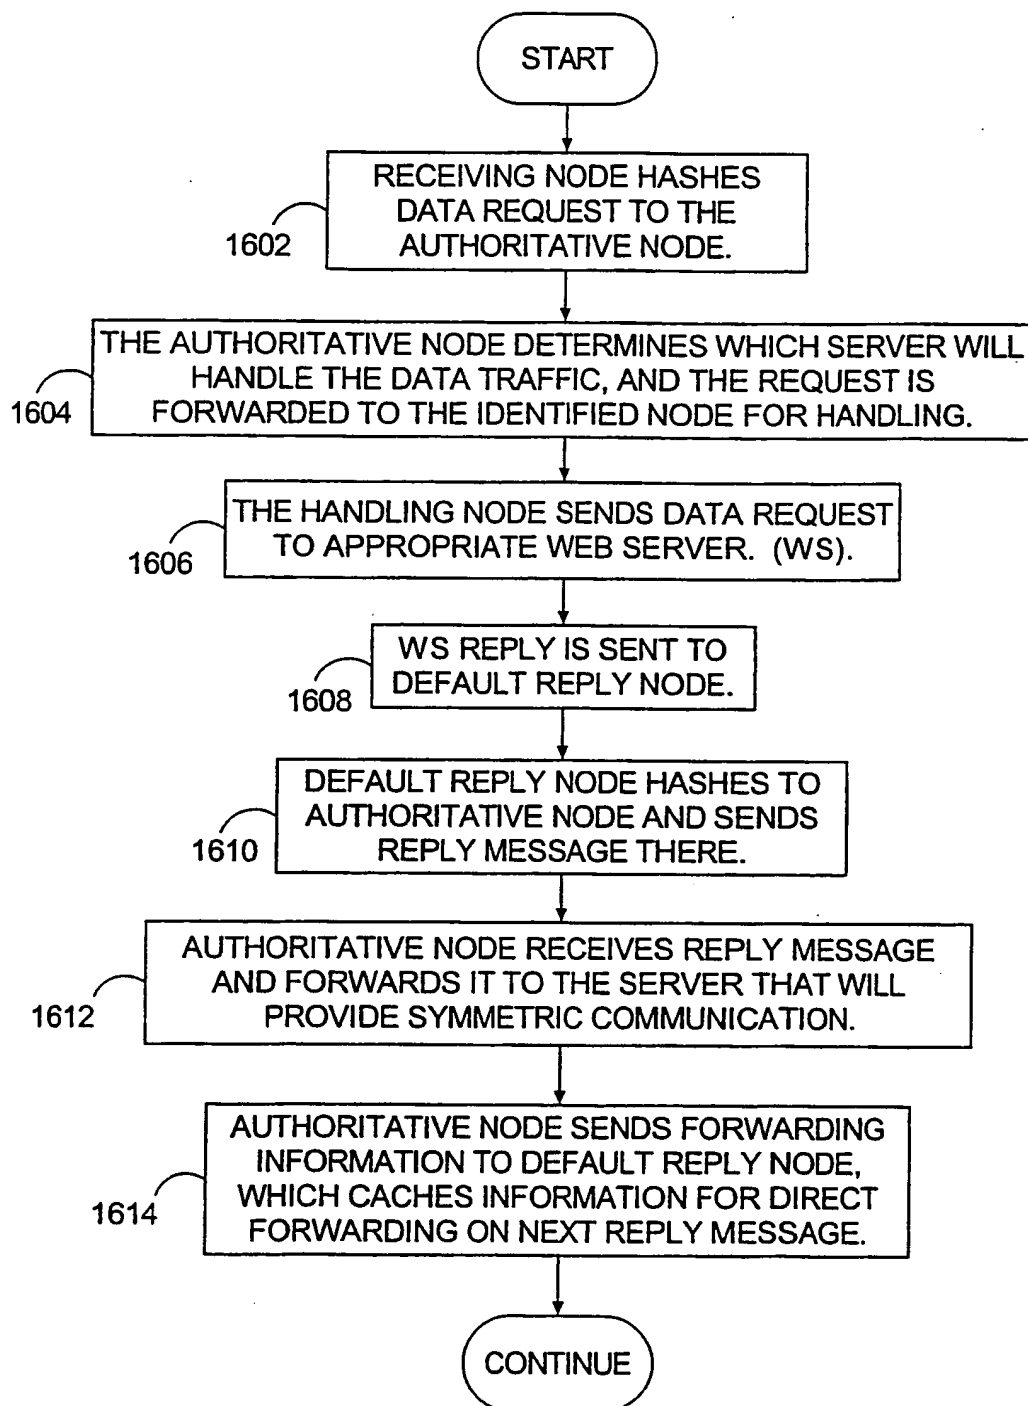 START
RECEIVING NODE HASHES
DATA REQUEST TO THE
AUTHORITATIVE NODE.
1602
THE AUTHORITATIVE NODE DETERMINES WHICH SERVER WILL
HANDLE THE DATA TRAFFIC, AND THE REQUEST IS
FORWARDED TO THE IDENTIFIED NODE FOR HANDLING.
1604
THE HANDLING NODE SENDS DATA REQUEST
TO APPROPRIATE WEB SERVER. (WS).
1606
WS REPLY IS SENT TO
DEFAULT REPLY NODE.
1608
DEFAULT REPLY NODE HASHES TO
AUTHORITATIVE NODE AND SENDS
REPLY MESSAGE THERE.
1610
AUTHORITATIVE NODE RECEIVES REPLY MESSAGE
AND FORWARDS IT TO THE SERVER THAT WILL
PROVIDE SYMMETRIC COMMUNICATION.
1612
AUTHORITATIVE NODE SENDS FORWARDING
INFORMATION TO DEFAULT REPLY NODE,
WHICH CACHES INFORMATION FOR DIRECT
FORWARDING ON NEXT REPLY MESSAGE.
1614
CONTINUE